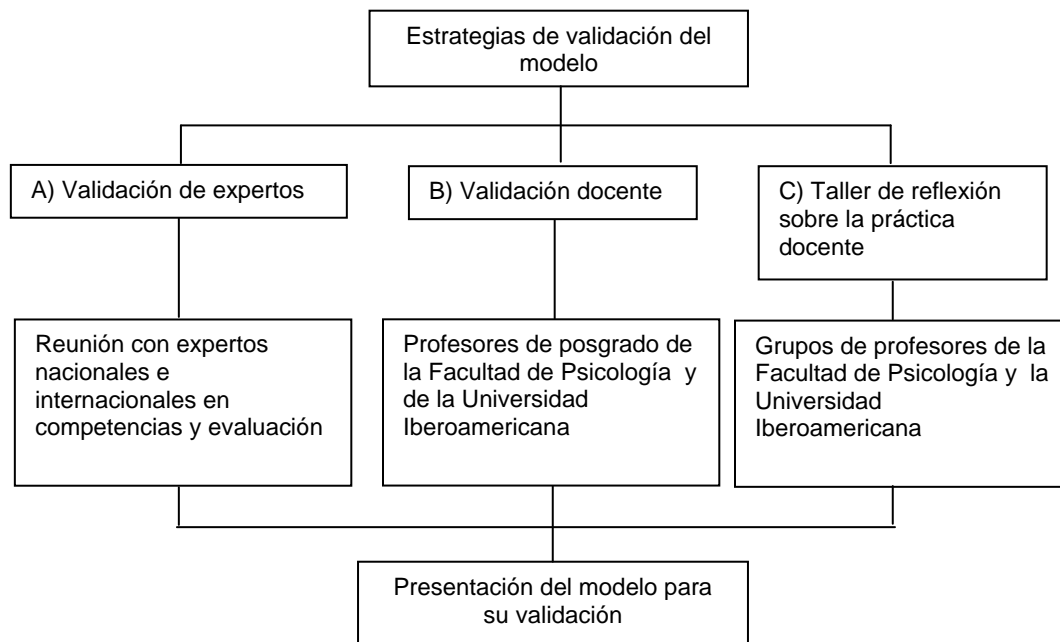 Estrategias de validación del
modelo
A) Validación de expertos
B) Validación docente
C) Taller de reflexión
sobre la práctica
docente
Reunión con expertos
nacionales e
internacionales en
competencias y evaluación
Profesores de posgrado de
la Facultad de Psicología y
de la Universidad
Iberoamericana
Grupos de profesores de la
Facultad de Psicología y la
Universidad
Iberoamericana
Presentación del modelo para
su validación